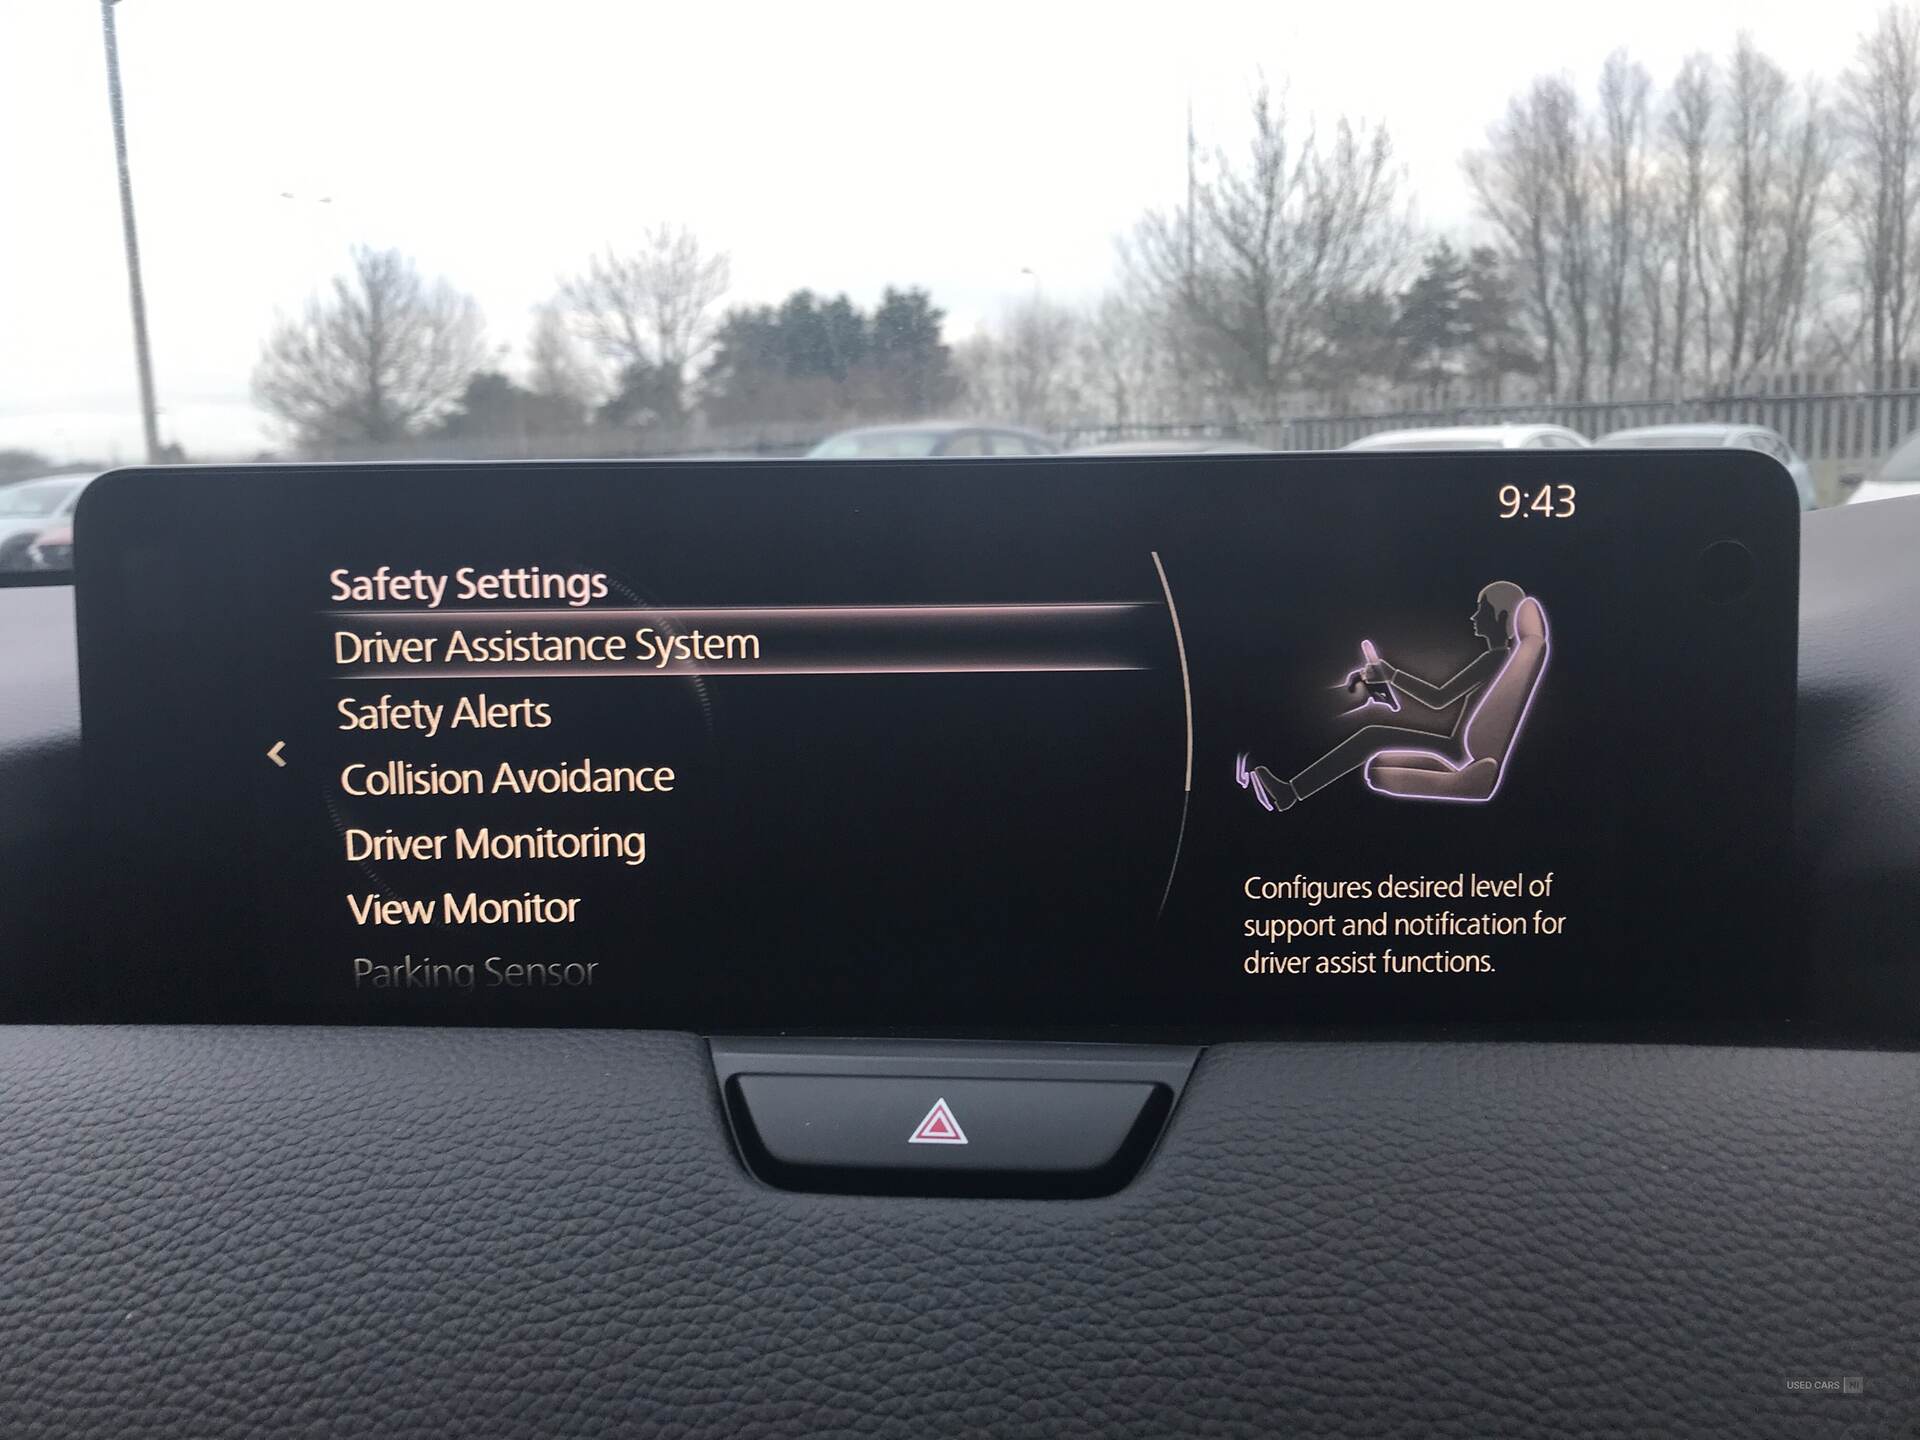 9:43
Safety Settings
Driver Assistance System
Safety Alerts
Collision Avoidance
Driver Monitoring
View Monitor
Parking Sensor
Configures desired level of
support and notification for
driver assist functions.
USED CARS NI